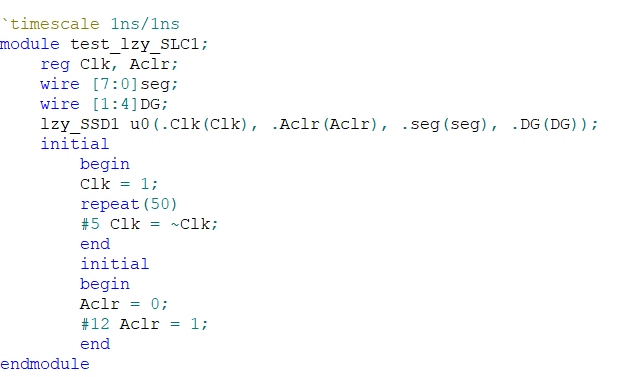 `timescale 1ns/1ns
module test_lzy_SLC1;
    reg Clk, Aclr;
    wire [7:0]seg;
    wire [1:4]DG;
    lzy_SSD1 u0(.Clk(Clk), .Aclr(Aclr), .seg(seg), .DG(DG));
    initial
        begin
        Clk = 1;
        repeat(50)
        #5 Clk = ~Clk;
        end
        initial
        begin
        Aclr = 0;
        #12 Aclr = 1;
        end
endmodule